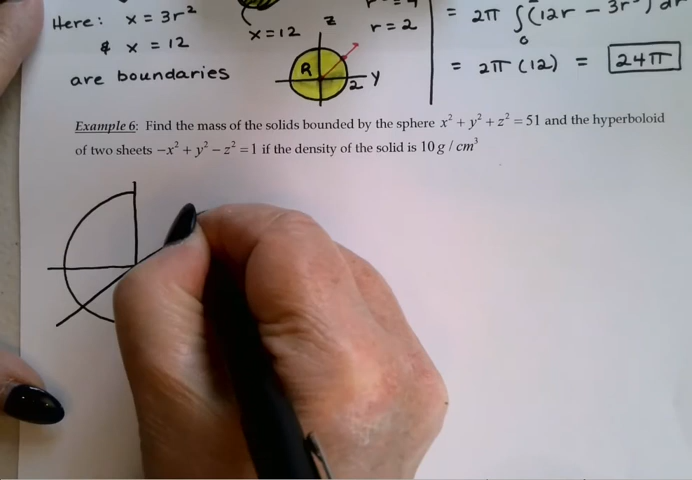 Here: x = 3r²
& x = 12
are boundaries
x=12
z
r = 2
R
2 y
= 2π ∫ (12r − 3r
0
= 2π (12) = 24π
Example 6: Find the mass of the solids bounded by the sphere x² + y² + z² = 51 and the hyperboloid
of two sheets −x² + y² − z² = 1 if the density of the solid is 10 g / cm³